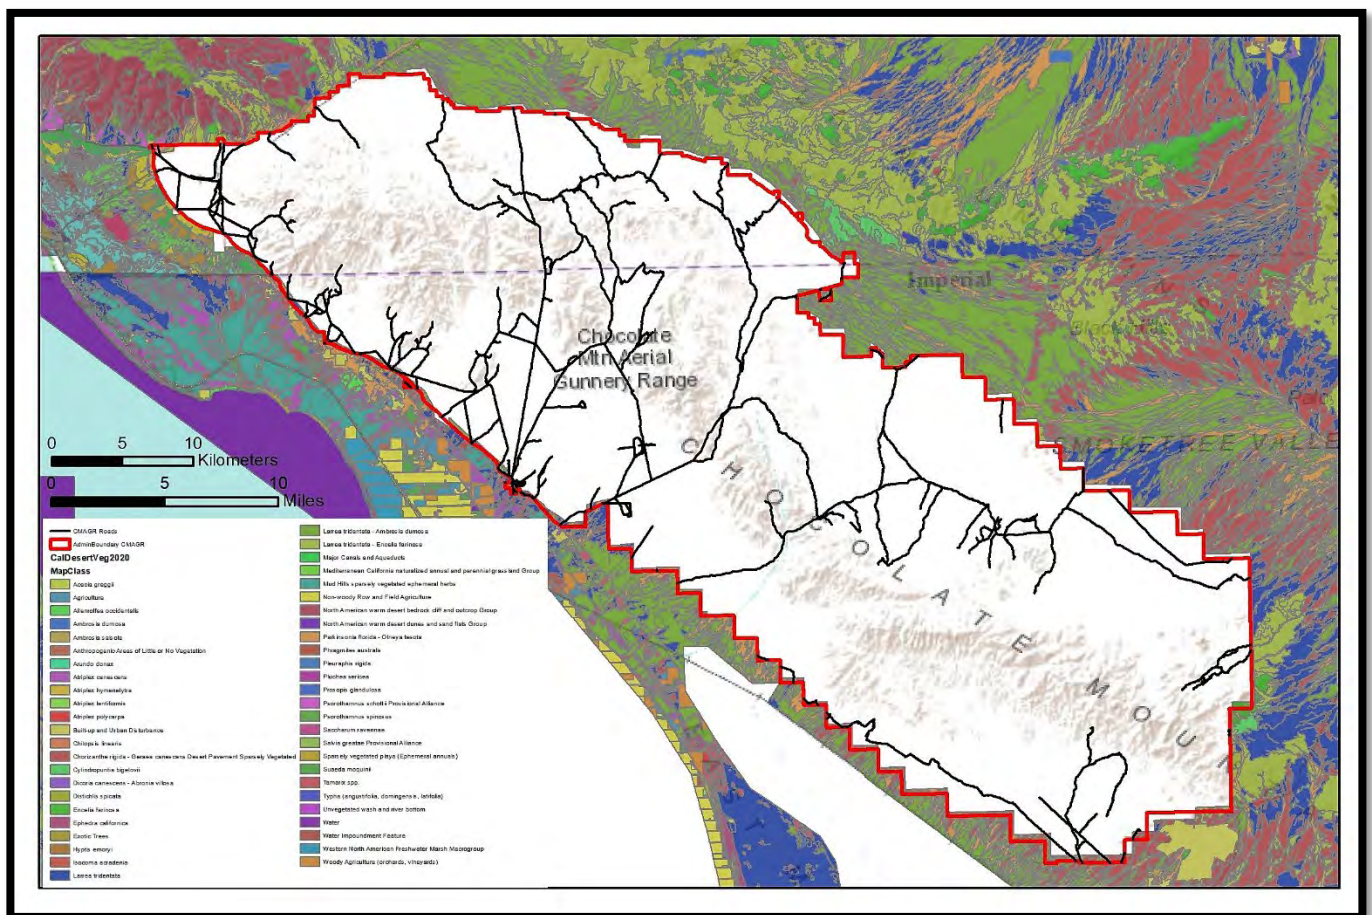 Imperial
Chocolate
Mtn Aerial
Gunnery Range
SMOKETREE VALLE
CHOCOLATE MOUN
0 5 10
Kilometers
0 5 10
Miles
CMAGR Roads
AdminBoundary CMAGR
CalDesertVeg2020
MapClass
Acacia greggii
Agriculture
Allenrolfea occidentalis
Ambrosia dumosa
Ambrosia salsola
Anthropogenic Areas of Little or No Vegetation
Arundo donax
Atriplex canescens
Atriplex hymenelytra
Atriplex lentiformis
Atriplex polycarpa
Built-up and Urban Disturbance
Chilopsis linearis
Chorizanthe rigida - Geraea canescens Desert Pavement Sparsely Vegetated
Cylindropuntia bigelovii
Dicoria canescens - Abronia villosa
Distichlis spicata
Encelia farinosa
Ephedra californica
Exotic Trees
Hyptis emoryi
Isocoma acradenia
Larrea tridentata
Larrea tridentata - Ambrosia dumosa
Larrea tridentata - Encelia farinosa
Major Canals and Aqueducts
Mediterranean California naturalized annual and perennial grassland Group
Mud Hills sparsely vegetated ephemeral herbs
Non-woody Row and Field Agriculture
North American warm desert bedrock cliff and outcrop Group
North American warm desert dunes and sand flats Group
Parkinsonia florida - Olneya tesota
Phragmites australis
Pleuraphis rigida
Pluchea sericea
Prosopis glandulosa
Psorothamnus schottii Provisional Alliance
Psorothamnus spinosus
Saccharum ravennae
Salvia greatae Provisional Alliance
Sparsely vegetated playa (Ephemeral annuals)
Suaeda moquinii
Tamarix spp.
Typha (angustifolia, domingensis, latifolia)
Unvegetated wash and river bottom
Water
Water Impoundment Feature
Western North American Freshwater Marsh Macrogroup
Woody Agriculture (orchards, vineyards)